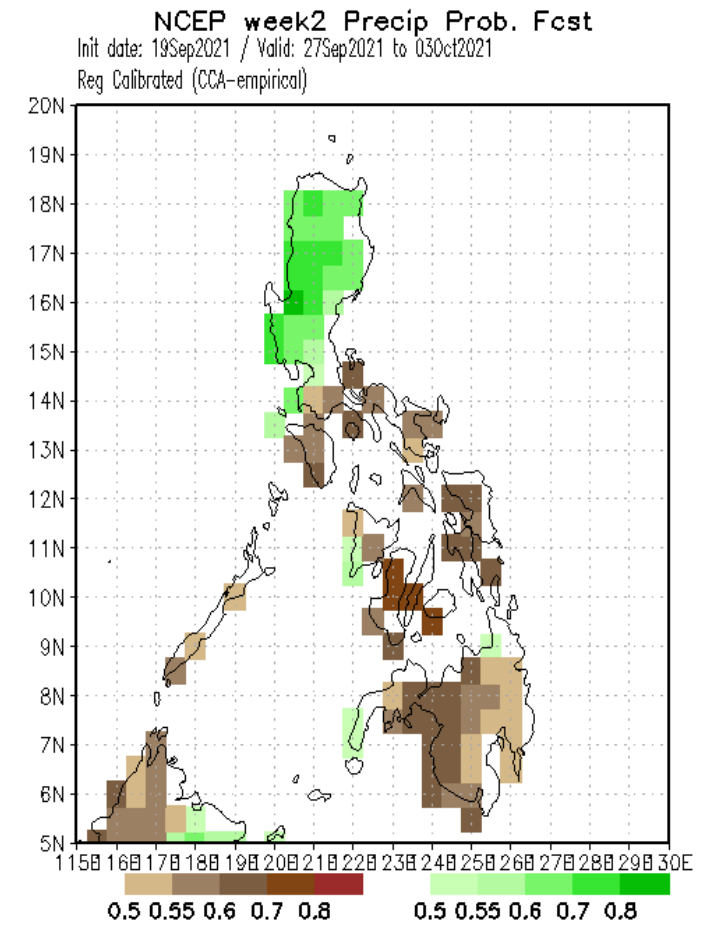 NCEP week2 Precip Prob. Fcst
Init date: 19Sep2021 / Valid: 27Sep2021 to 03Oct2021
Reg Calibrated (CCA-empirical)
20N
19N
18N
17N
16N
15N
14N
13N
12N
11N
10N
9N
8N
7N
6N
5N
115E 116E 117E 118E 119E 120E 121E 122E 123E 124E 125E 126E 127E 128E 129E 130E
0.5 0.55 0.6 0.7 0.8 0.5 0.55 0.6 0.7 0.8